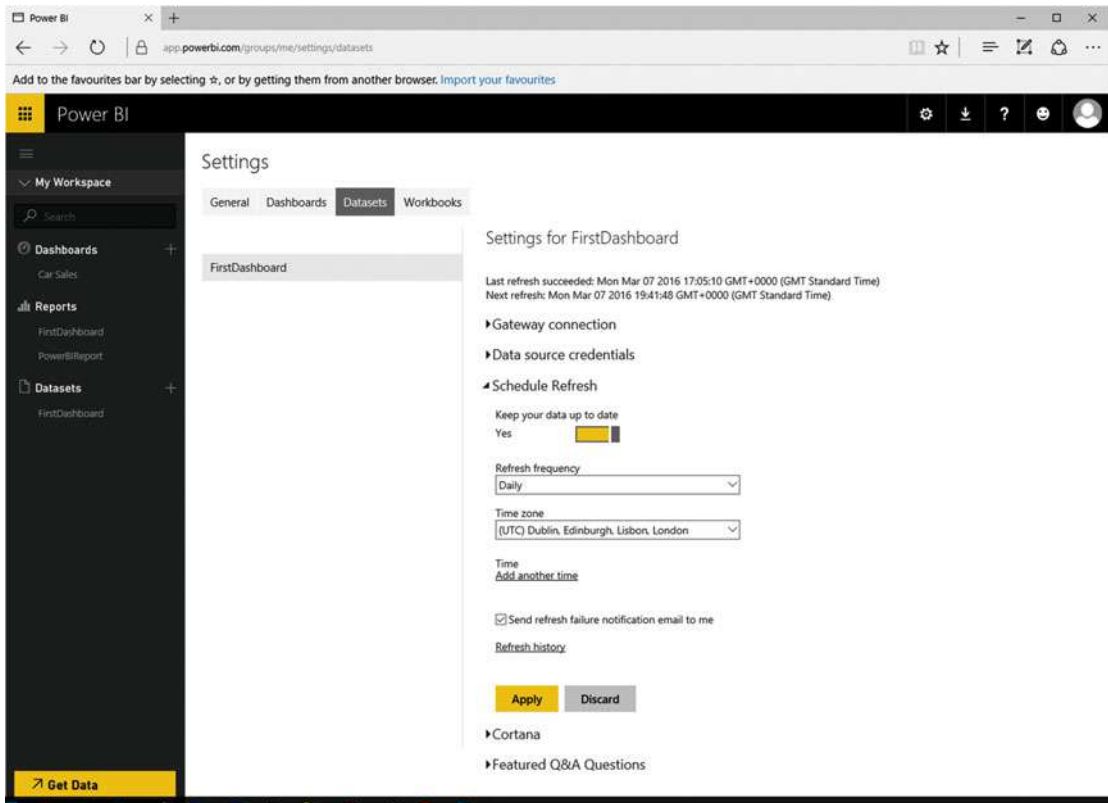 Power BI
app.powerbi.com/groups/me/settings/datasets
Add to the favourites bar by selecting ☆, or by getting them from another browser. Import your favourites
Power BI
My Workspace
Search
Dashboards
Car Sales
Reports
FirstDashboard
PowerBIReport
Datasets
FirstDashboard
Get Data
Settings
General Dashboards Datasets Workbooks
FirstDashboard
Settings for FirstDashboard
Last refresh succeeded: Mon Mar 07 2016 17:05:10 GMT+0000 (GMT Standard Time)
Next refresh: Mon Mar 07 2016 19:41:48 GMT+0000 (GMT Standard Time)
Gateway connection
Data source credentials
Schedule Refresh
Keep your data up to date
Yes
Refresh frequency
Daily
Time zone
(UTC) Dublin, Edinburgh, Lisbon, London
Time
Add another time
Send refresh failure notification email to me
Refresh history
Apply Discard
Cortana
Featured Q&A Questions